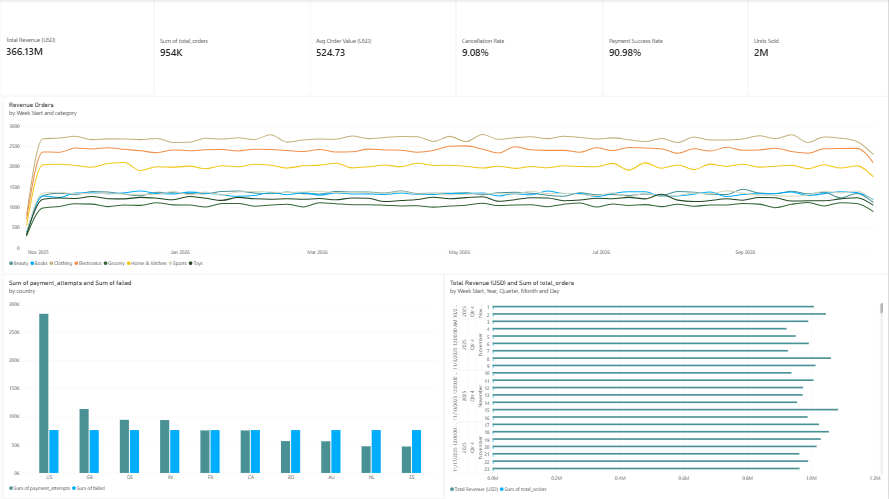 Total Revenue (USD)
366.13M
Sum of total_orders
954K
Avg Order Value (USD)
524.73
Cancellation Rate
9.08%
Payment Success Rate
90.98%
Units Sold
2M
Revenue Orders
by Week Start and category
3000
2500
2000
1500
1000
500
0
Nov 2025
Jan 2026
Mar 2026
May 2026
Jul 2026
Sep 2026
Beauty Books Clothing Electronics Grocery Home & Kitchen Sports Toys
Sum of payment_attempts and Sum of failed
by country
300K
250K
200K
150K
100K
50K
0K
US GB DE IN FR CA BD AU NL ES
Sum of payment_attempts Sum of failed
Total Revenue (USD) and Sum of total_orders
by Week Start, Year, Quarter, Month and Day
2025
Qtr 4
Nov...
1
2
3
4
5
6
7
8
9
2025
Qtr 4
November
10
11
12
13
14
15
16
2025
Qtr 4
November
17
18
19
20
21
22
23
2025
Qtr 4
November
0.0M 0.2M 0.4M 0.6M 0.8M 1.0M 1.2M
Total Revenue (USD) Sum of total_orders